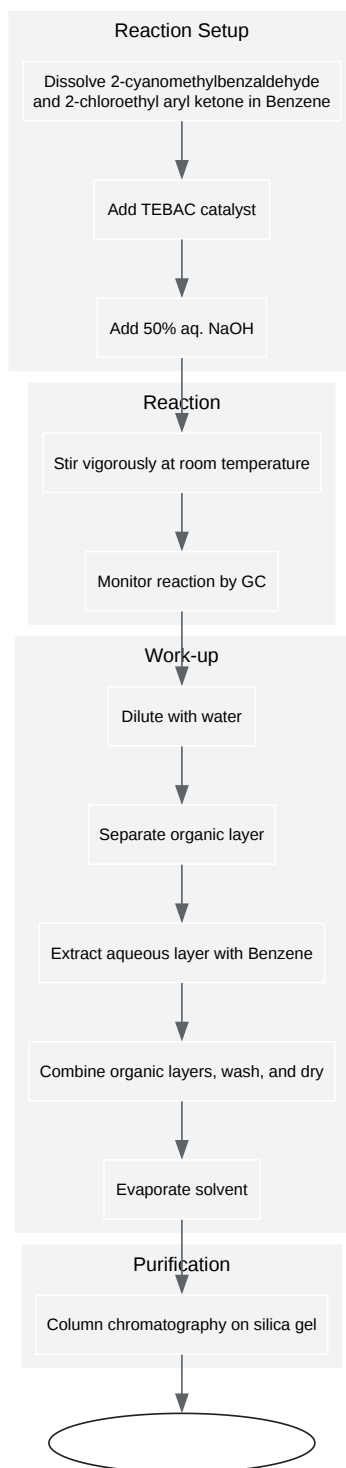 Reaction Setup
Dissolve 2-cyanomethylbenzaldehyde
and 2-chloroethyl aryl ketone in Benzene
Add TEBAC catalyst
Add 50% aq. NaOH
Reaction
Stir vigorously at room temperature
Monitor reaction by GC
Work-up
Dilute with water
Separate organic layer
Extract aqueous layer with Benzene
Combine organic layers, wash, and dry
Evaporate solvent
Purification
Column chromatography on silica gel